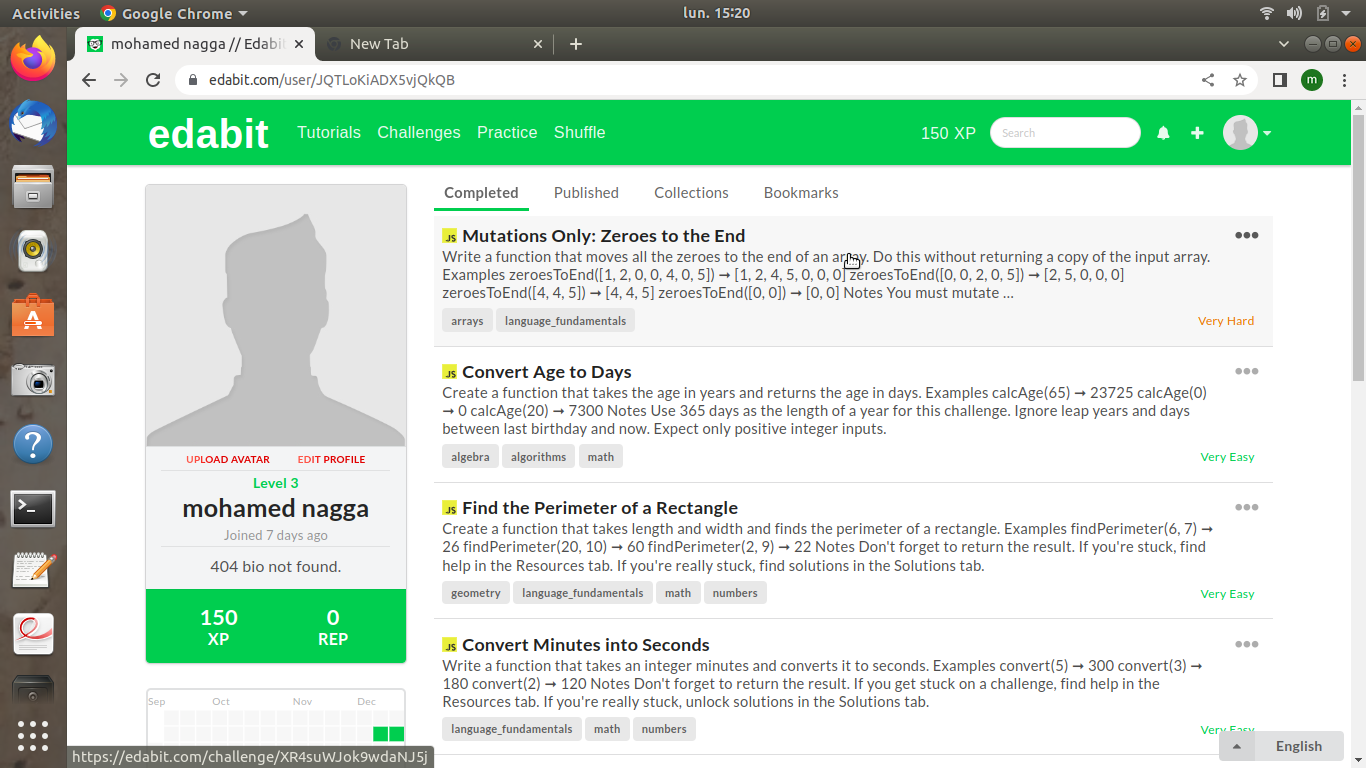 Activities
Google Chrome
lun. 15:20
mohamed nagga // Edabit
New Tab
edabit.com/user/JQTLoKiADX5vjQkQB
m
edabit
Tutorials
Challenges
Practice
Shuffle
150 XP
Search
Completed
Published
Collections
Bookmarks
JS Mutations Only: Zeroes to the End
Write a function that moves all the zeroes to the end of an array. Do this without returning a copy of the input array.
Examples zeroesToEnd([1, 2, 0, 0, 4, 0, 5]) ➞ [1, 2, 4, 5, 0, 0, 0] zeroesToEnd([0, 0, 2, 0, 5]) ➞ [2, 5, 0, 0, 0]
zeroesToEnd([4, 4, 5]) ➞ [4, 4, 5] zeroesToEnd([0, 0]) ➞ [0, 0] Notes You must mutate ...
arrays
language_fundamentals
Very Hard
JS Convert Age to Days
Create a function that takes the age in years and returns the age in days. Examples calcAge(65) ➞ 23725 calcAge(0)
➞ 0 calcAge(20) ➞ 7300 Notes Use 365 days as the length of a year for this challenge. Ignore leap years and days
between last birthday and now. Expect only positive integer inputs.
algebra
algorithms
math
Very Easy
JS Find the Perimeter of a Rectangle
Create a function that takes length and width and finds the perimeter of a rectangle. Examples findPerimeter(6, 7) ➞
26 findPerimeter(20, 10) ➞ 60 findPerimeter(2, 9) ➞ 22 Notes Don't forget to return the result. If you're stuck, find
help in the Resources tab. If you're really stuck, find solutions in the Solutions tab.
geometry
language_fundamentals
math
numbers
Very Easy
JS Convert Minutes into Seconds
Write a function that takes an integer minutes and converts it to seconds. Examples convert(5) ➞ 300 convert(3) ➞
180 convert(2) ➞ 120 Notes Don't forget to return the result. If you get stuck on a challenge, find help in the
Resources tab. If you're really stuck, unlock solutions in the Solutions tab.
language_fundamentals
math
numbers
Very Easy
UPLOAD AVATAR
EDIT PROFILE
Level 3
mohamed nagga
Joined 7 days ago
404 bio not found.
150
XP
0
REP
Sep
Oct
Nov
Dec
https://edabit.com/challenge/XR4suWJok9wdaNJ5j
English